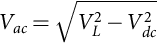 V_{ac} = \sqrt{V_L^2 - V_{dc}^2}